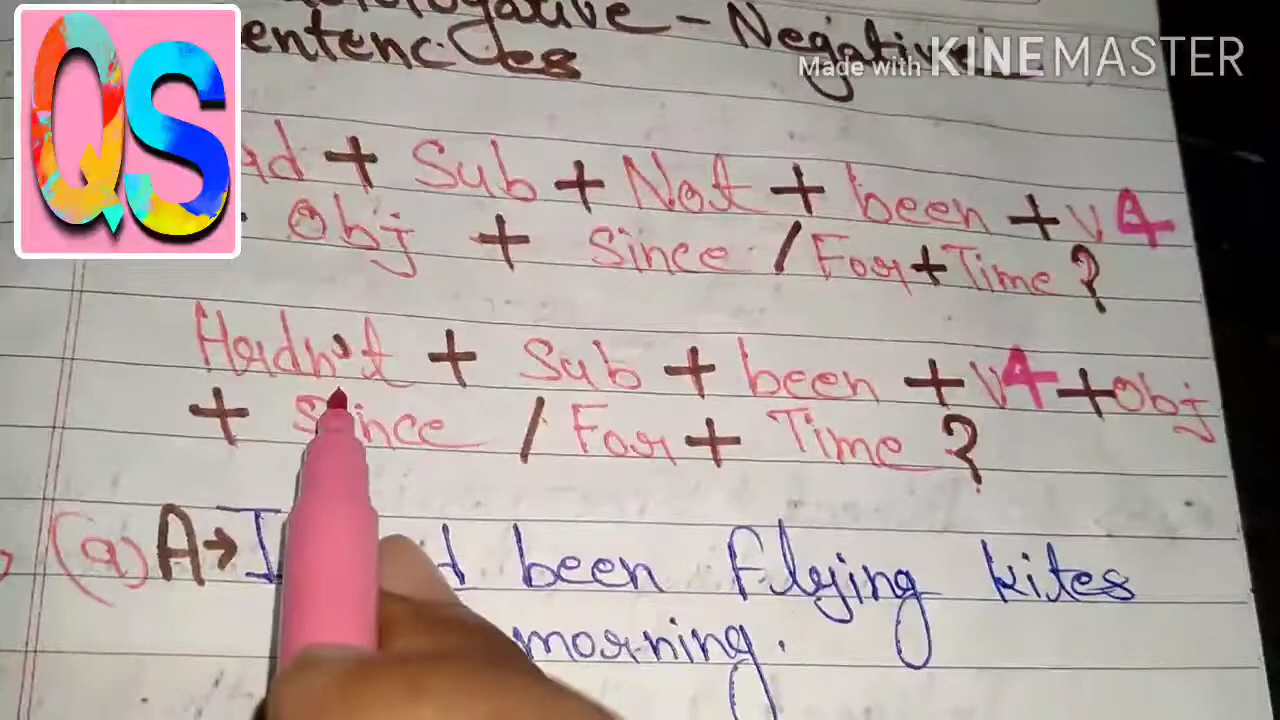 Negative
QS
Made with KINEMASTER
entences
+ Sub + Not + been + V4
Obj + Since / For + Time?
Hadn't + Sub + been + V4 + Obj
+ Since / For + Time?
(a) A→ I been flying kites
morning.